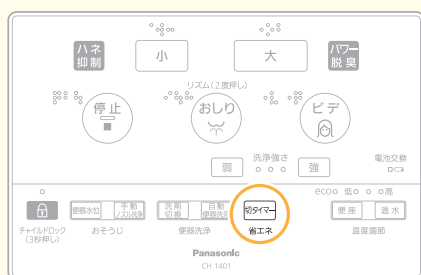 ハネ
抑制
小
大
パワー
脱臭
リズム(2度押し)
停止
おしり
ビデ
弱
洗浄強さ
強
電池交換
eco 低 高
便器水位
手動
ノズル洗浄
洗剤
切換
自動
便器洗浄
切タイマー
便座
温水
チャイルドロック
(3秒押し)
おそうじ
便器洗浄
省エネ
温度調節
Panasonic
CH 1401